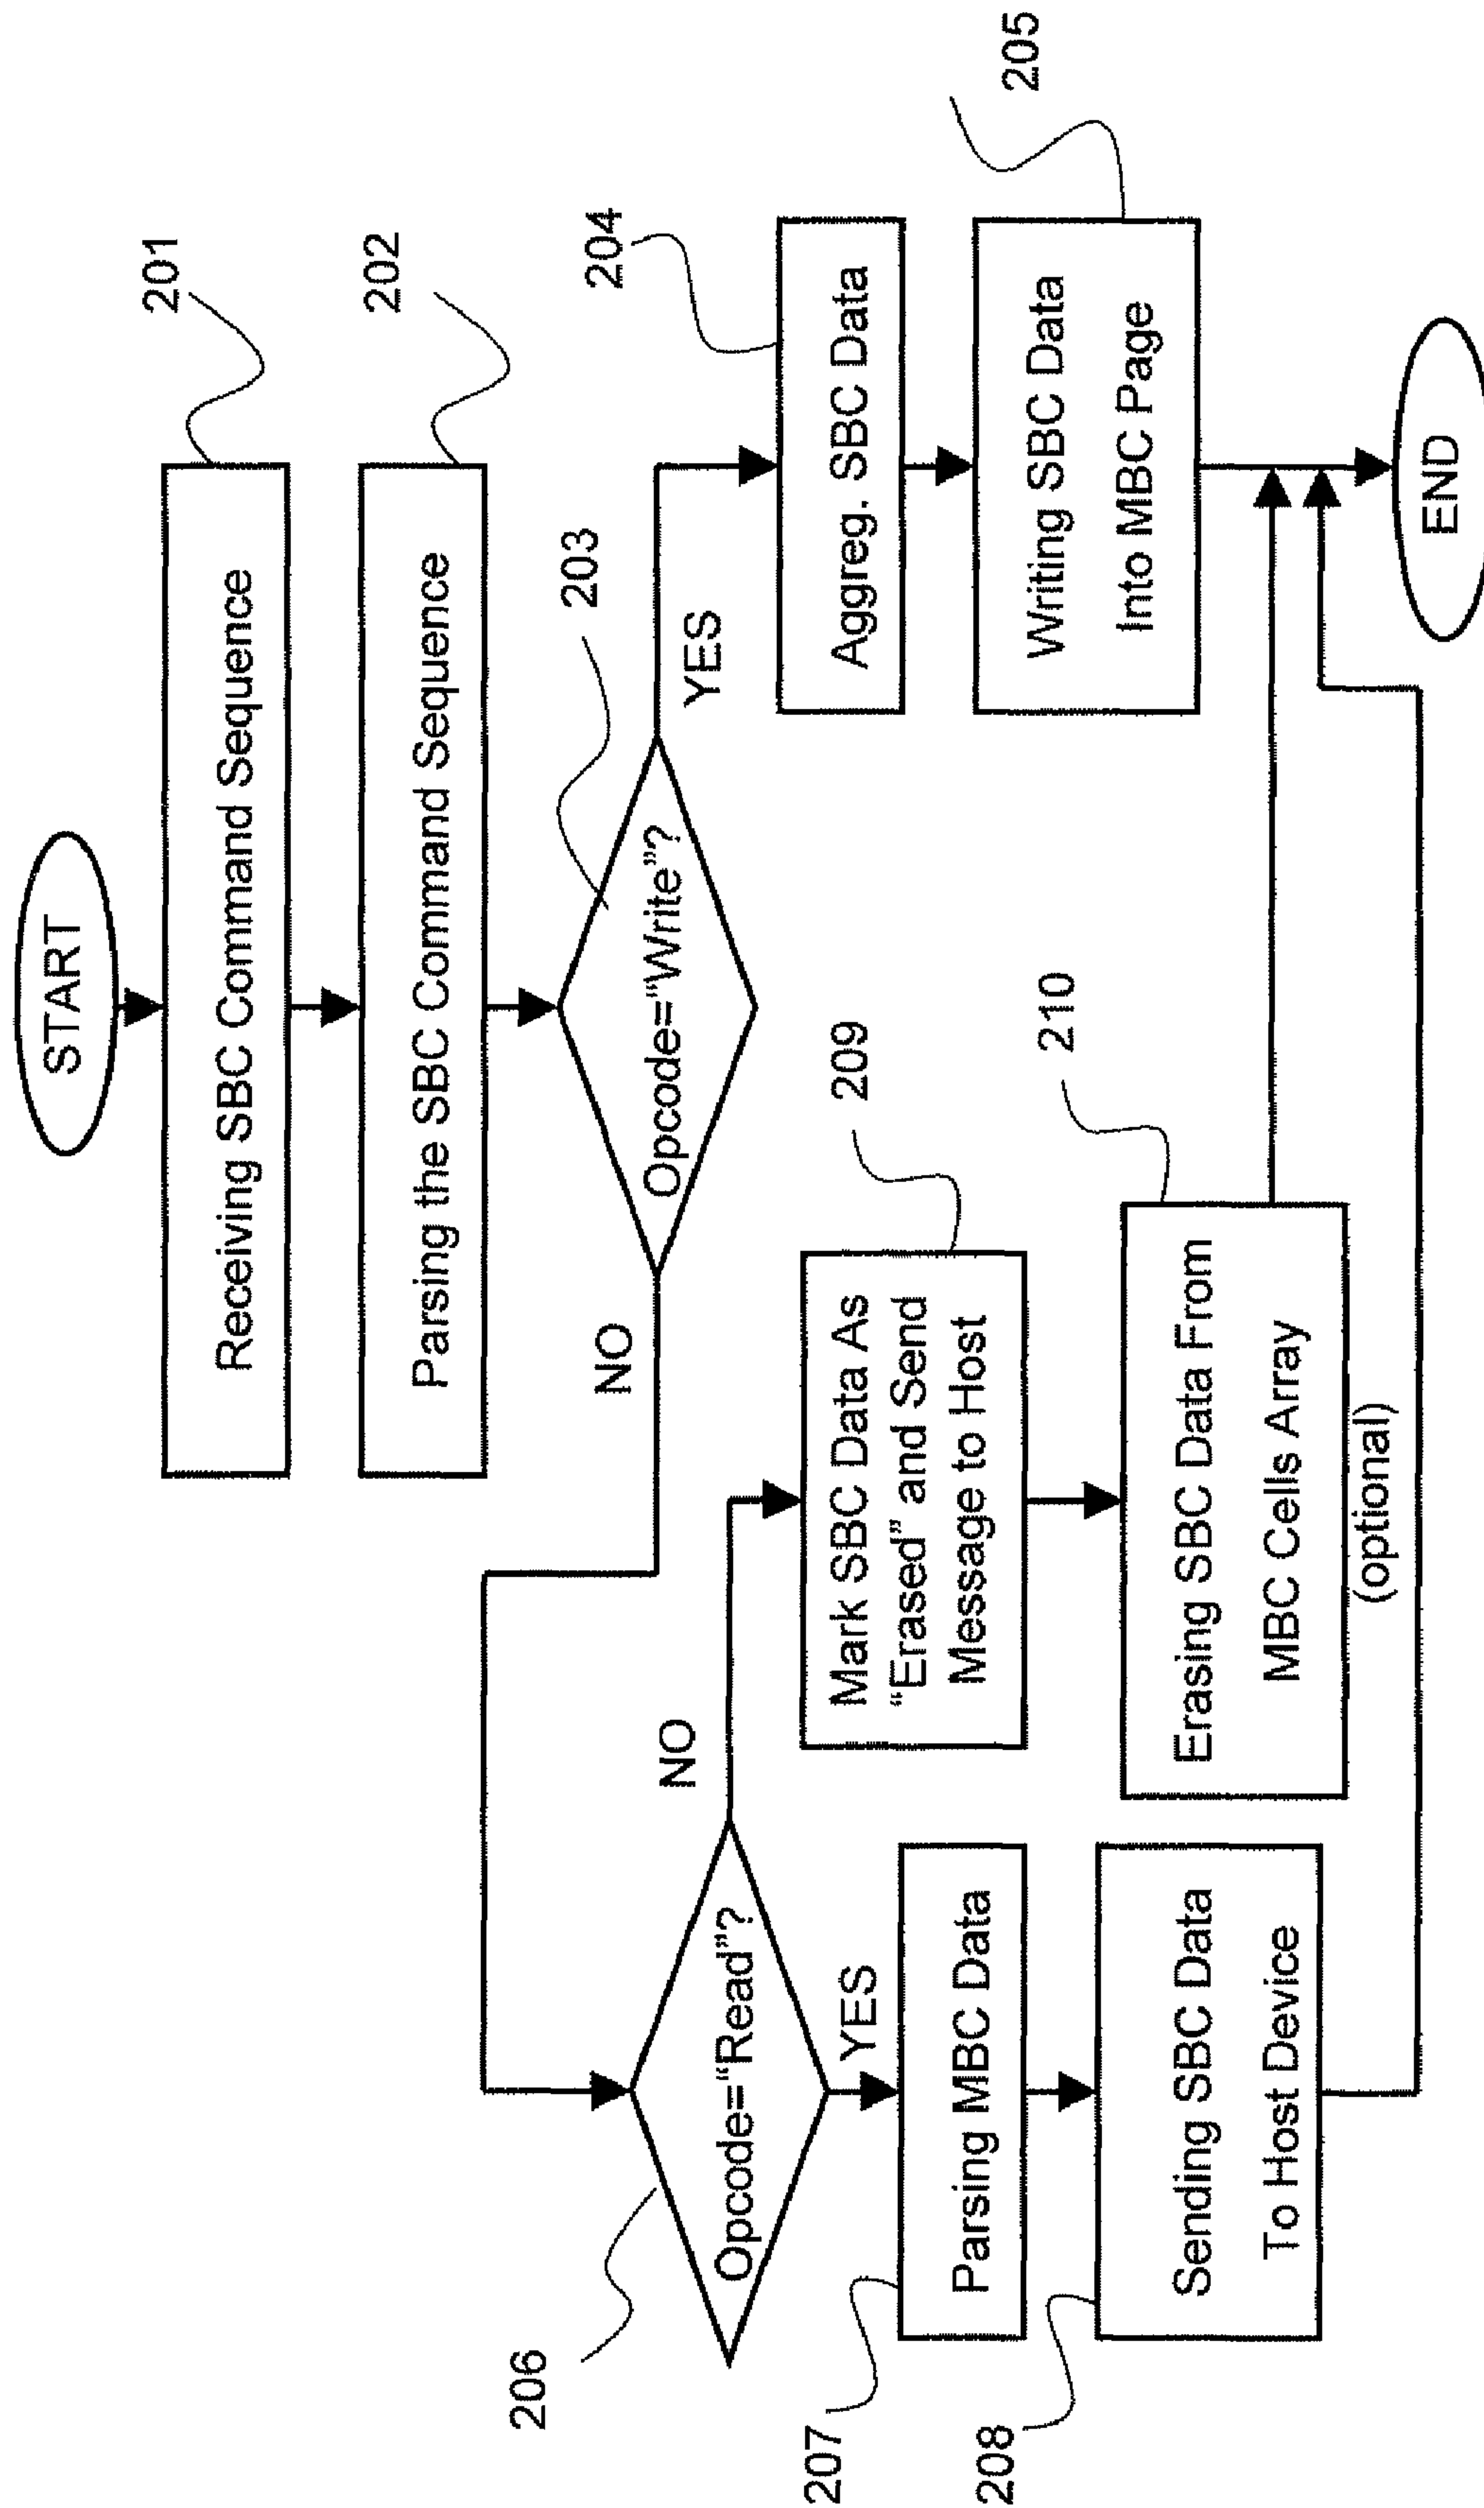 START
201
Receiving SBC Command Sequence
202
Parsing the SBC Command Sequence
203
Opcode=“Write”?
NO
YES
206
Opcode=“Read”?
NO
YES
204
Aggreg. SBC Data
205
Writing SBC Data
Into MBC Page
209
Mark SBC Data As
“Erased” and Send
Message to Host
207
Parsing MBC Data
208
Sending SBC Data
To Host Device
210
Erasing SBC Data From
MBC Cells Array
(optional)
END